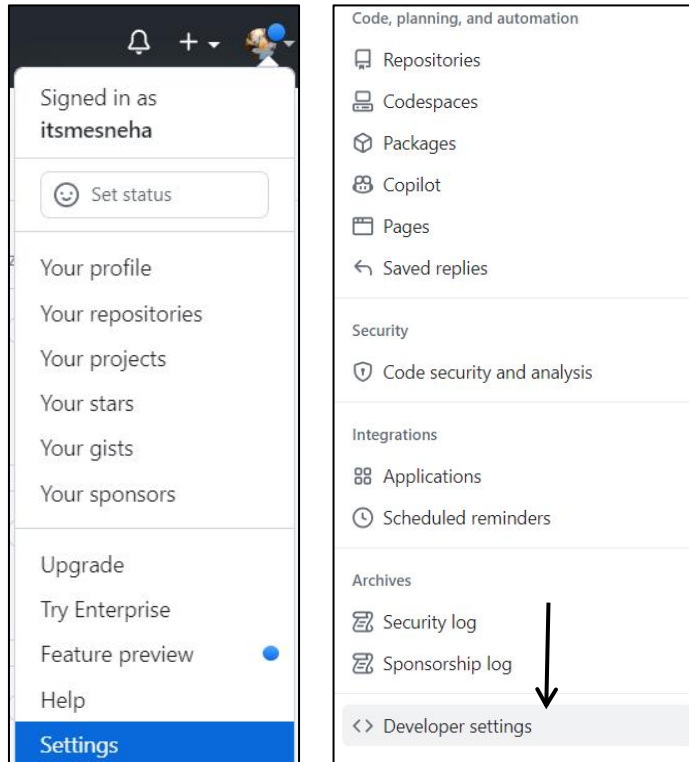 Signed in as
itsmesneha
Set status
Your profile
Your repositories
Your projects
Your stars
Your gists
Your sponsors
Upgrade
Try Enterprise
Feature preview
Help
Settings
Code, planning, and automation
Repositories
Codespaces
Packages
Copilot
Pages
Saved replies
Security
Code security and analysis
Integrations
Applications
Scheduled reminders
Archives
Security log
Sponsorship log
Developer settings